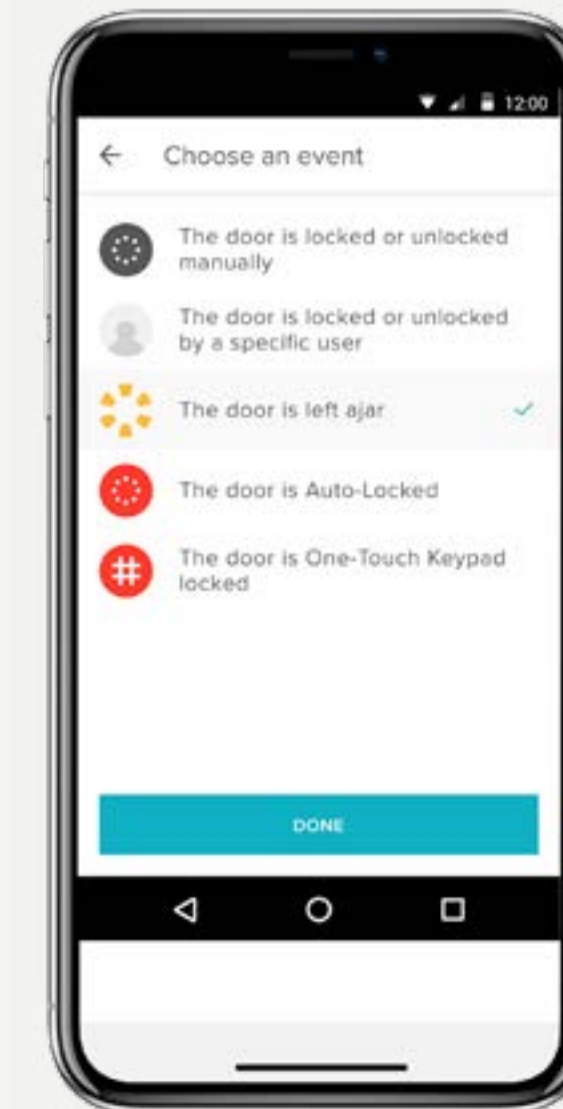 12:00
Choose an event
The door is locked or unlocked
manually
The door is locked or unlocked
by a specific user
The door is left ajar
The door is Auto-Locked
The door is One-Touch Keypad
locked
DONE